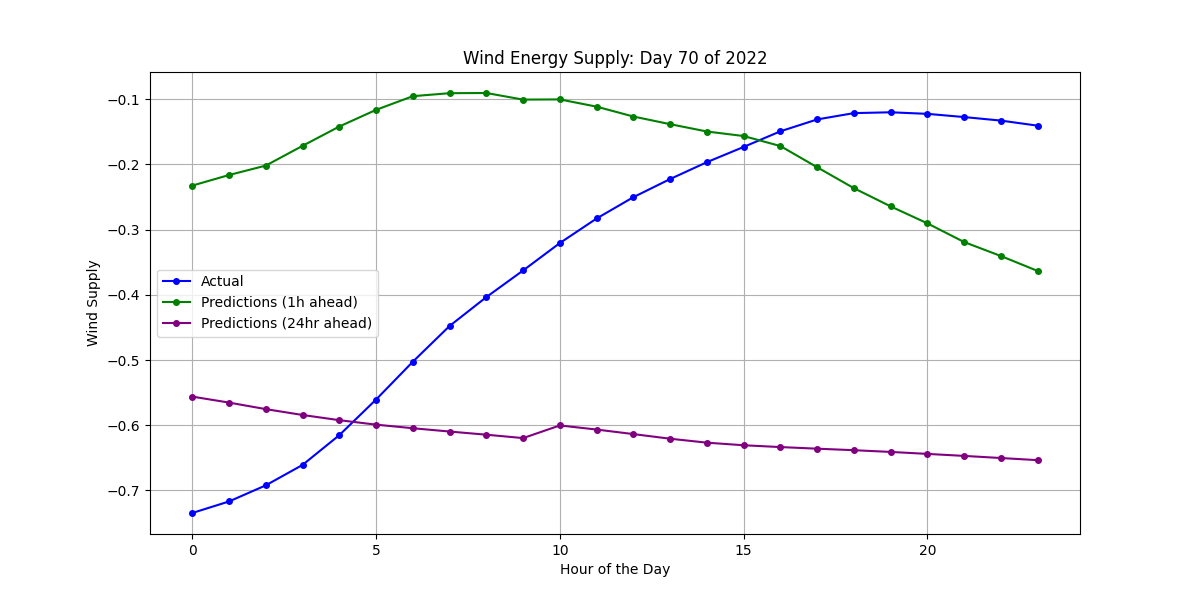 Wind Energy Supply: Day 70 of 2022
−0.1
−0.2
−0.3
−0.4
−0.5
−0.6
−0.7
Wind Supply
Actual
Predictions (1h ahead)
Predictions (24hr ahead)
0 5 10 15 20
Hour of the Day